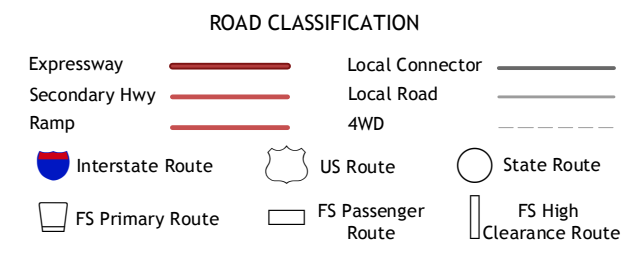 ROAD CLASSIFICATION
Expressway
Local Connector
Secondary Hwy
Local Road
Ramp
4WD
Interstate Route
US Route
State Route
FS Primary Route
FS Passenger
Route
FS High
Clearance Route